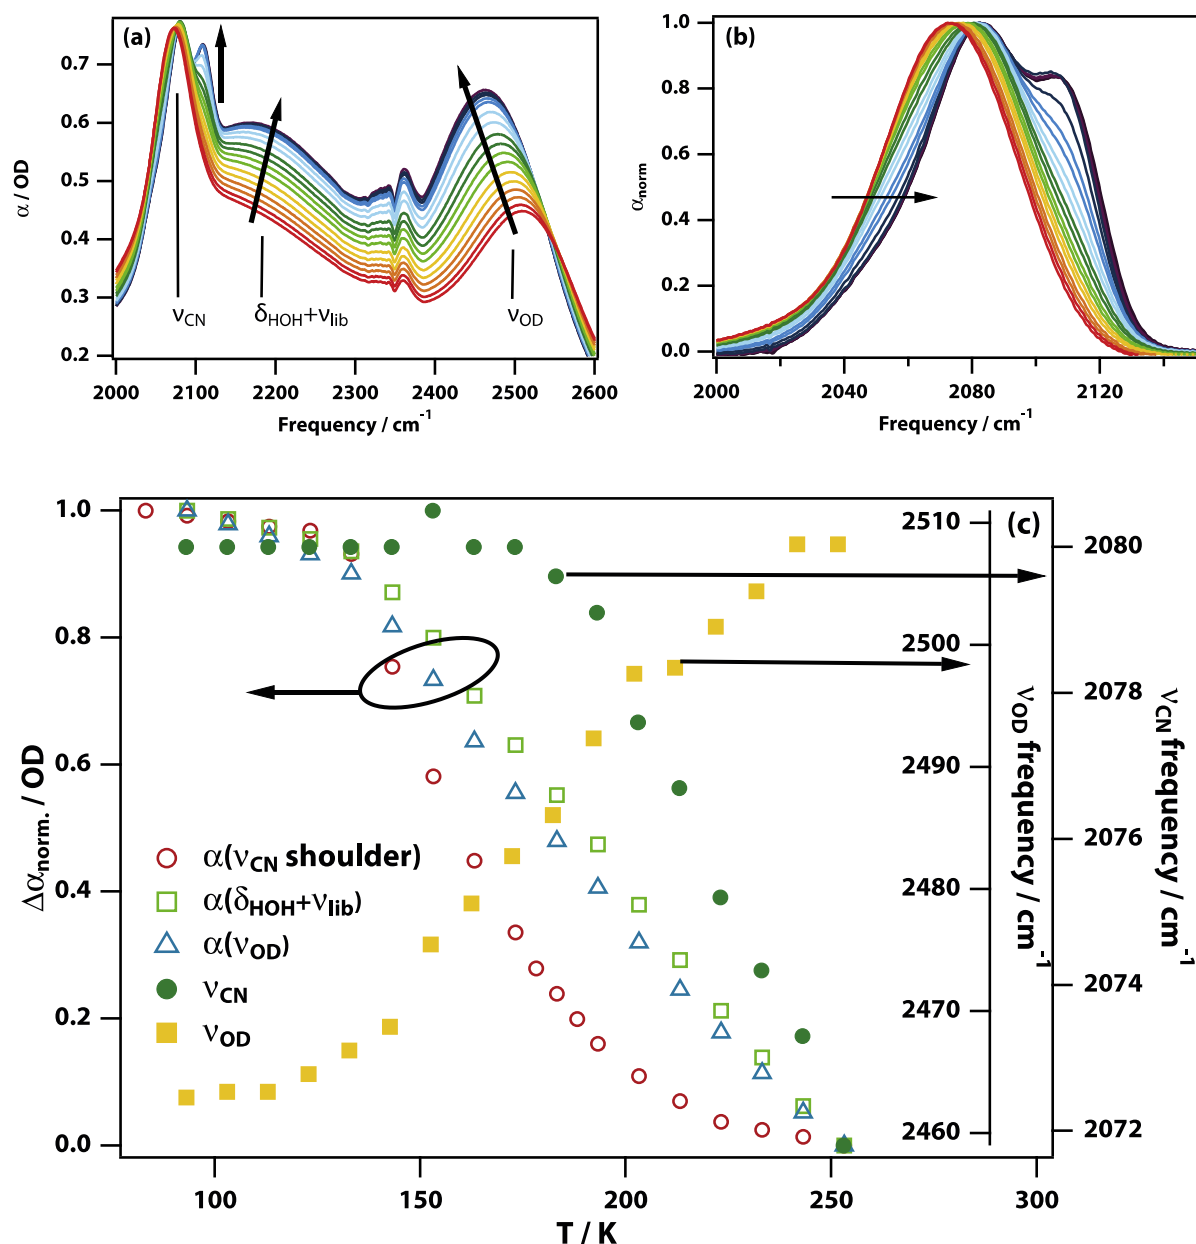 (a)
0.7
0.6
0.5
0.4
0.3
0.2
α / OD
νCN
δHOH+νlib
νOD
2000 2100 2200 2300 2400 2500 2600
Frequency / cm-1
(b)
1.0
0.8
0.6
0.4
0.2
0.0
αnorm
2000 2040 2080 2120
Frequency / cm-1
(c)
1.0
0.8
0.6
0.4
0.2
0.0
Δαnorm. / OD
α(νCN shoulder)
α(δHOH+νlib)
α(νOD)
νCN
νOD
2510
2500
2490
2480
2470
2460
νOD frequency / cm-1
2080
2078
2076
2074
2072
νCN frequency / cm-1
100 150 200 250 300
T / K